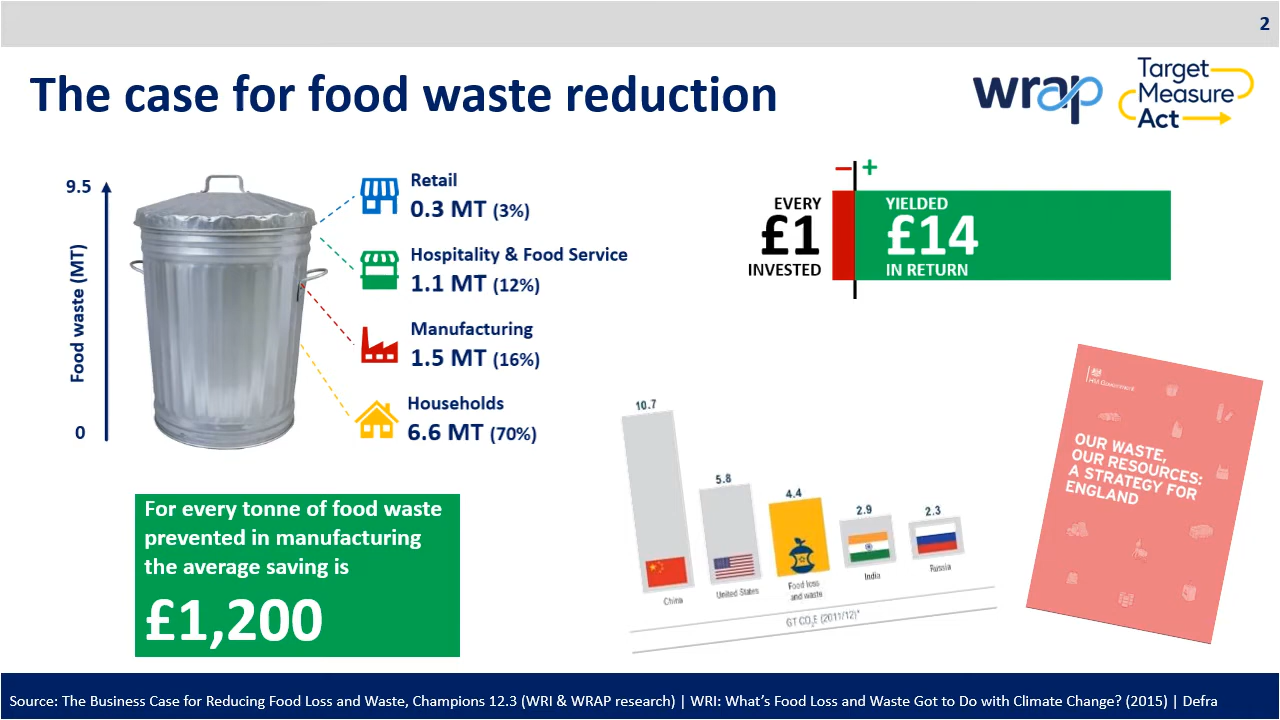 2
The case for food waste reduction
wrap
Target
Measure
Act
9.5
Food waste (MT)
0
Retail
0.3 MT (3%)
Hospitality & Food Service
1.1 MT (12%)
Manufacturing
1.5 MT (16%)
Households
6.6 MT (70%)
− +
EVERY
£1
INVESTED
YIELDED
£14
IN RETURN
For every tonne of food waste
prevented in manufacturing
the average saving is
£1,200
10.7
5.8
4.4
2.9
2.3
China
United States
Food loss
and waste
India
Russia
GT CO₂E (2011/12)*
HM Government
OUR WASTE,
OUR RESOURCES:
A STRATEGY FOR
ENGLAND
Source: The Business Case for Reducing Food Loss and Waste, Champions 12.3 (WRI & WRAP research) | WRI: What’s Food Loss and Waste Got to Do with Climate Change? (2015) | Defra